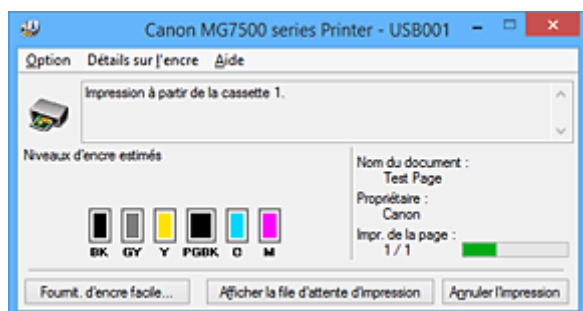 Canon MG7500 series Printer - USB001
Option Détails sur l'encre Aide
Impression à partir de la cassette 1.
Niveaux d'encre estimés
BK GY Y PGBK C M
Nom du document :
Test Page
Propriétaire :
Canon
Impr. de la page :
1 / 1
Fournit. d'encre facile... Afficher la file d'attente d'impression Annuler l'impression